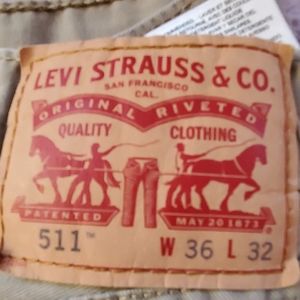 LEVI STRAUSS & CO.
SAN FRANCISCO
CAL.
ORIGINAL RIVETED
QUALITY CLOTHING
PATENTED MAY 20 1873
511™ W 36 L 32